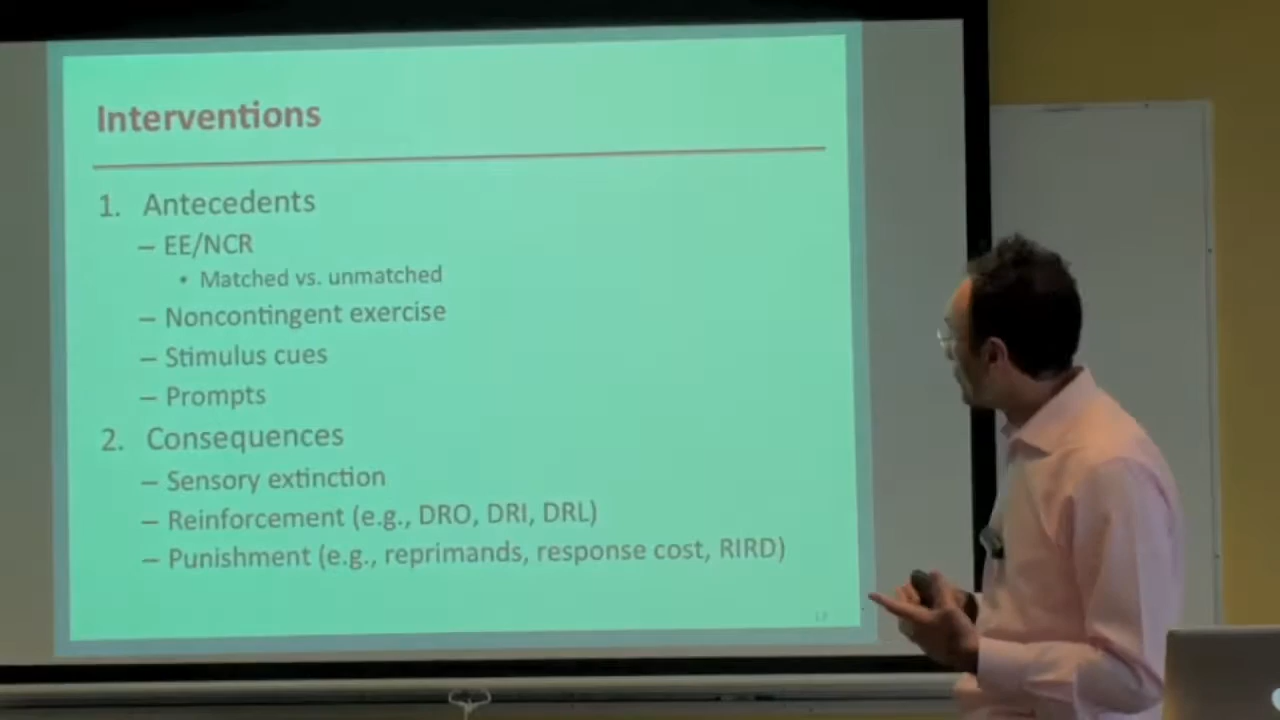 Interventions
1. Antecedents
– EE/NCR
• Matched vs. unmatched
– Noncontingent exercise
– Stimulus cues
– Prompts
2. Consequences
– Sensory extinction
– Reinforcement (e.g., DRO, DRI, DRL)
– Punishment (e.g., reprimands, response cost, RIRD)